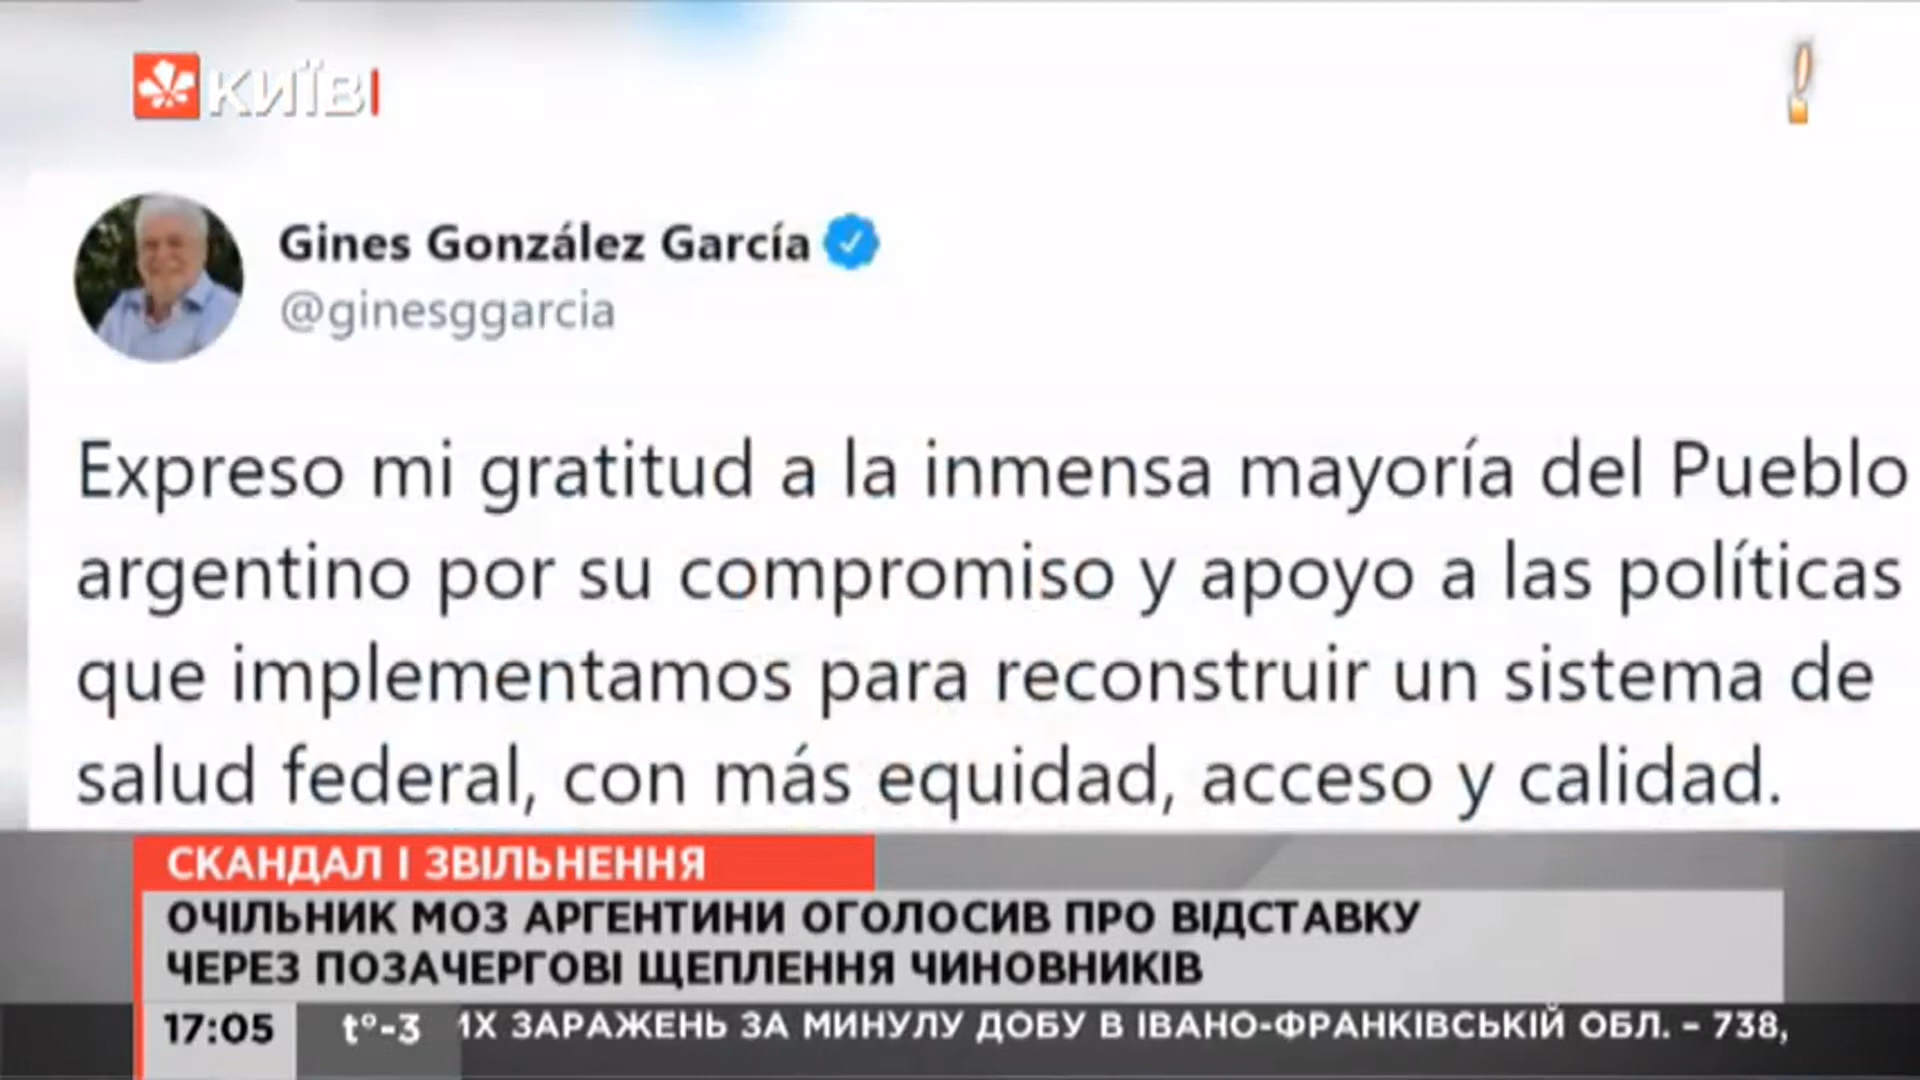 КИЇВ
Gines González García
@ginesggarcia
Expreso mi gratitud a la inmensa mayoría del Pueblo
argentino por su compromiso y apoyo a las políticas
que implementamos para reconstruir un sistema de
salud federal, con más equidad, acceso y calidad.
СКАНДАЛ І ЗВІЛЬНЕННЯ
ОЧІЛЬНИК МОЗ АРГЕНТИНИ ОГОЛОСИВ ПРО ВІДСТАВКУ
ЧЕРЕЗ ПОЗАЧЕРГОВІ ЩЕПЛЕННЯ ЧИНОВНИКІВ
17:05 t°-3 ИХ ЗАРАЖЕНЬ ЗА МИНУЛУ ДОБУ В ІВАНО-ФРАНКІВСЬКІЙ ОБЛ. – 738,